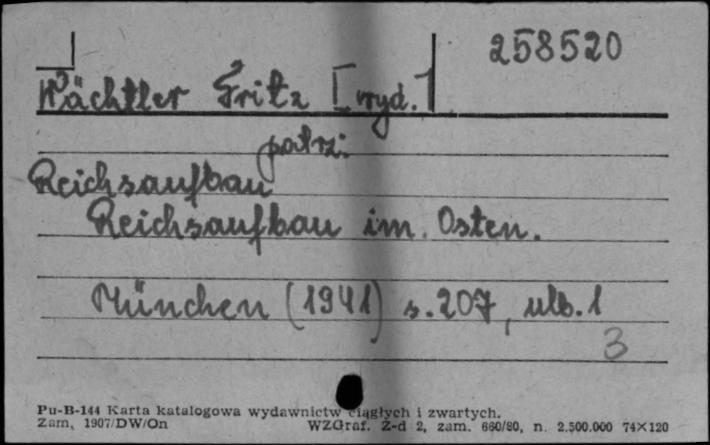 258520
Wächtler Fritz [wyd.]
patrz:
Reichsaufbau
Reichsaufbau im Osten.
München (1941) s. 207, ulb. 1
3
Pu-B-144 Karta katalogowa wydawnictw ciągłych i zwartych.
Zam, 1907/DW/On WZGraf. Z-d 2, zam. 660/80, n. 2.500.000 74×120